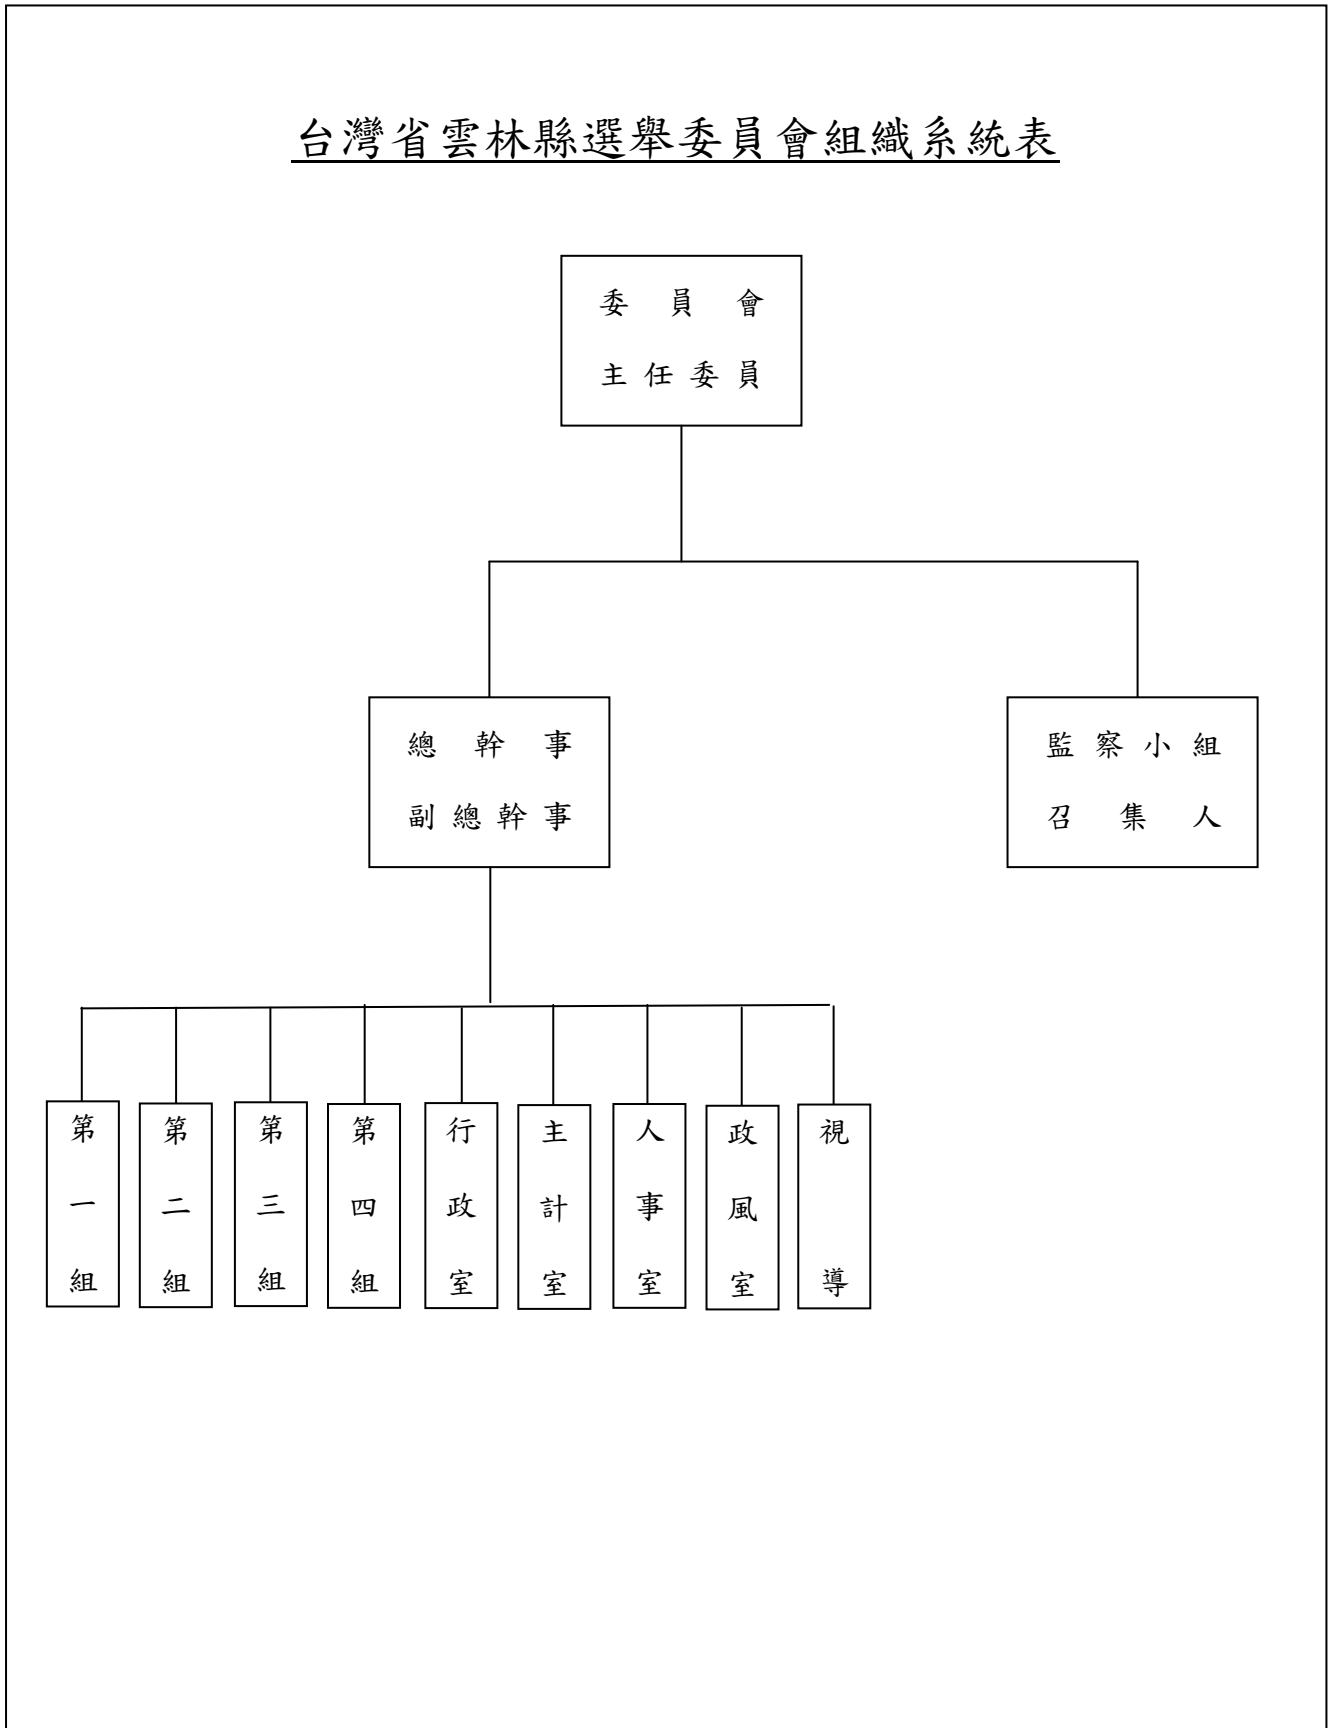 台灣省雲林縣選舉委員會組織系統表
委員會
主任委員
總幹事
副總幹事
監察小組
召集人
第一組
第二組
第三組
第四組
行政室
主計室
人事室
政風室
視導